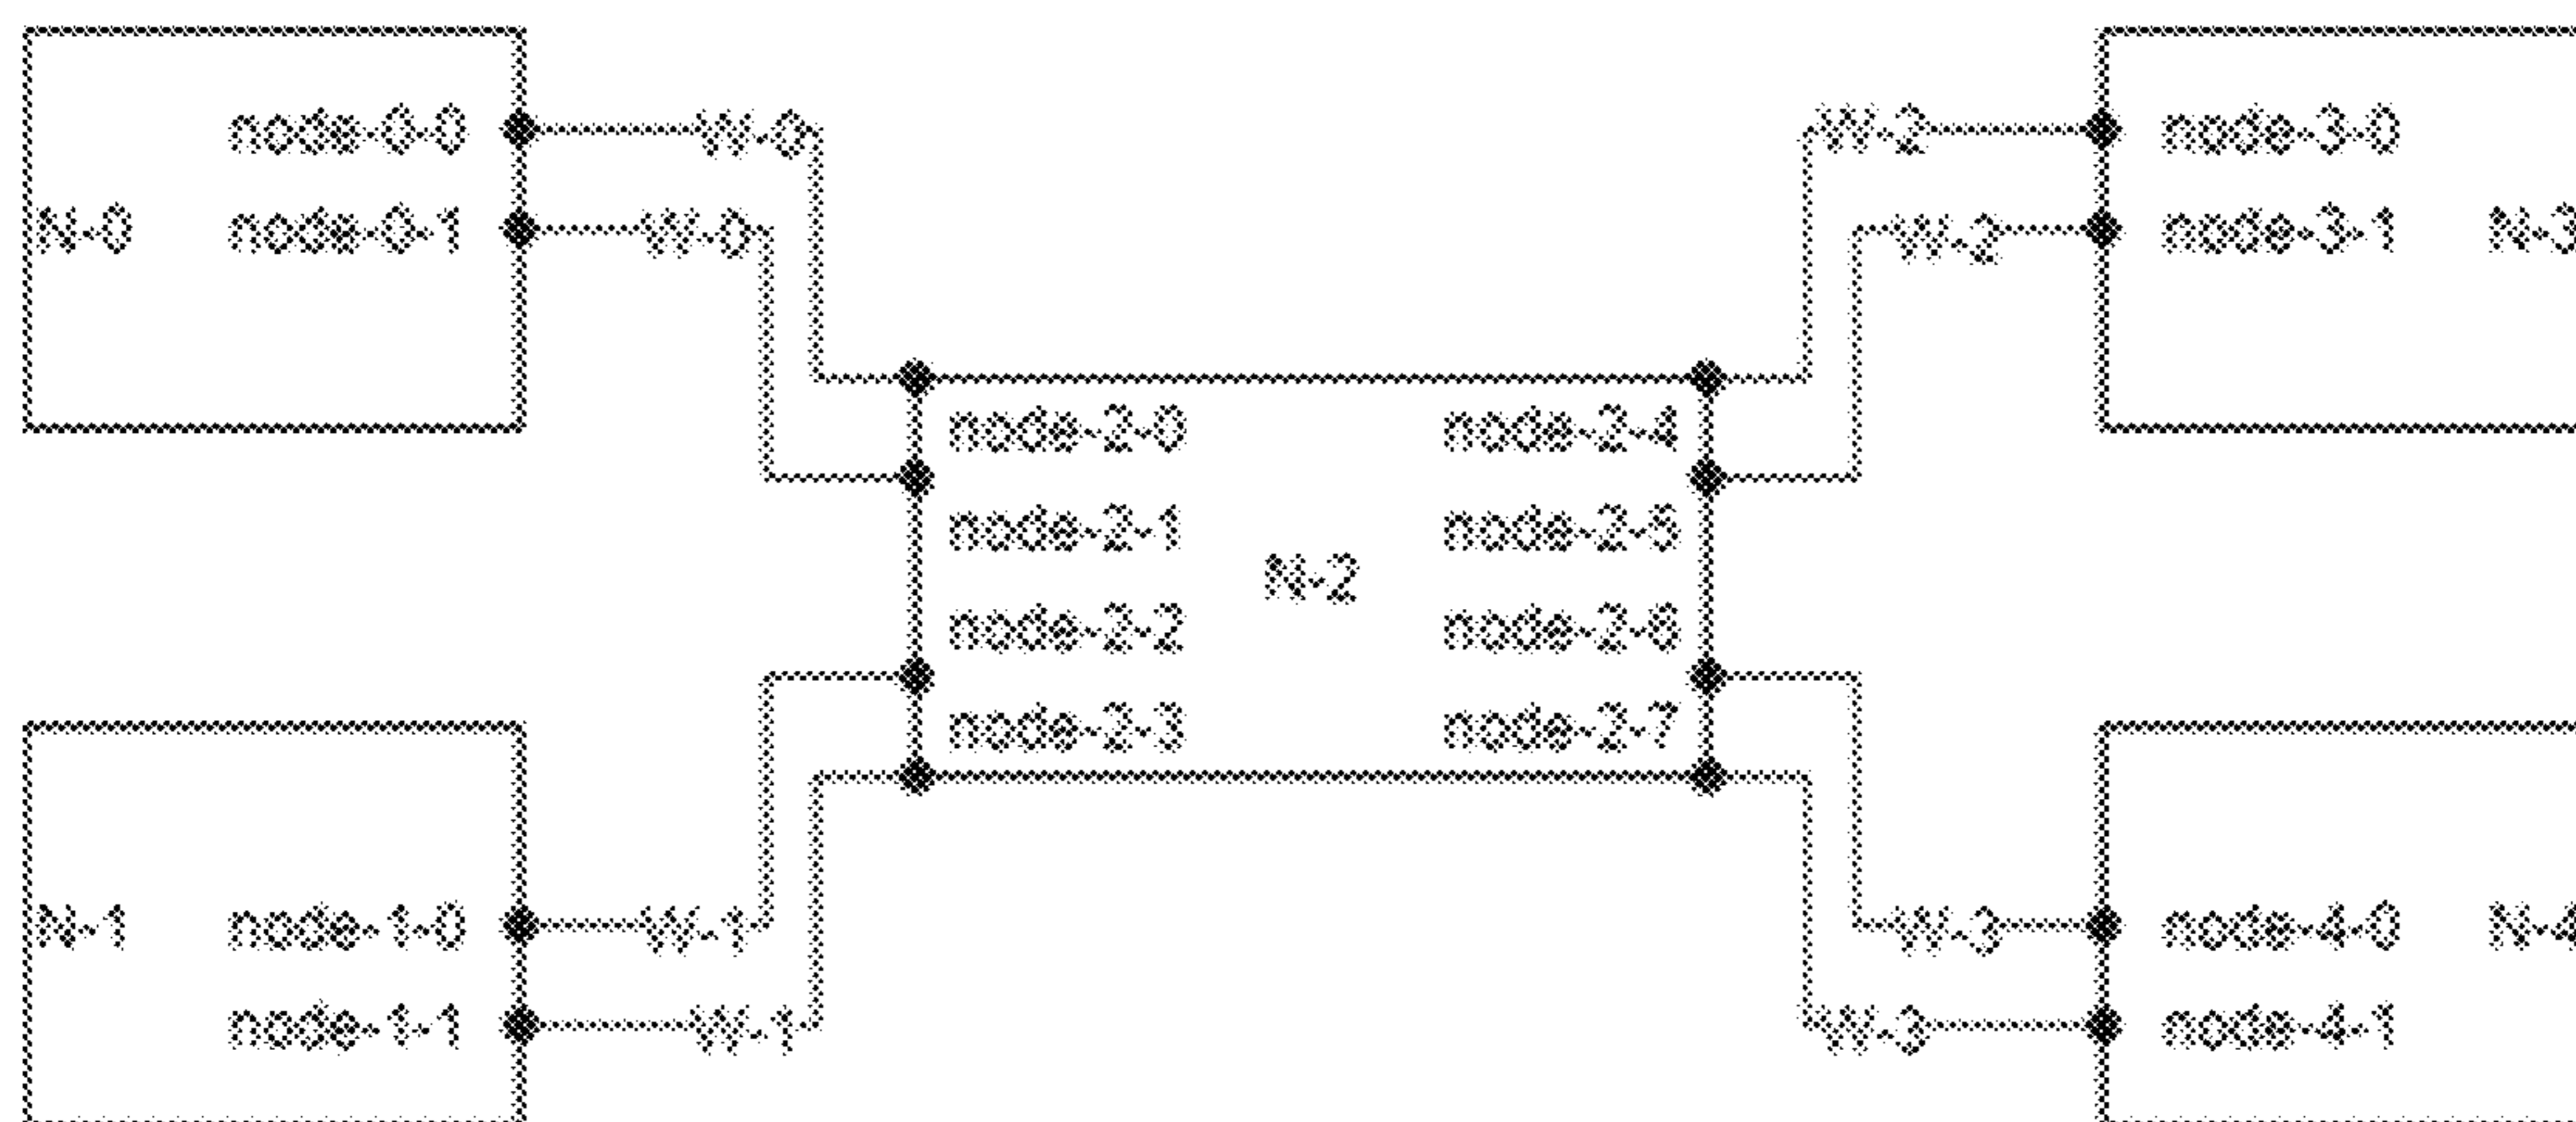 node-0-0 W-0 W-2 node-3-0
N-0 node-0-1 W-0 W-2 node-3-1 N-3
node-2-0 node-2-4
node-2-1 node-2-5
N-2
node-2-2 node-2-6
node-2-3 node-2-7
N-1 node-1-0 W-1 W-3 node-4-0 N-4
node-1-1 W-1 W-3 node-4-1